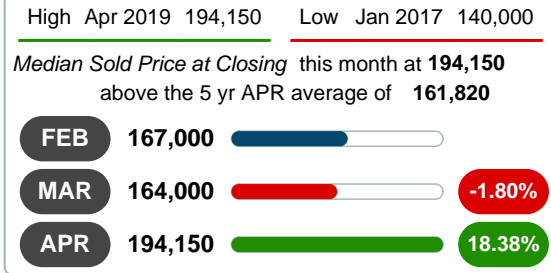 High Apr 2019 194,150 Low Jan 2017 140,000
Median Sold Price at Closing this month at 194,150
above the 5 yr APR average of 161,820
FEB 167,000
MAR 164,000 -1.80%
APR 194,150 18.38%